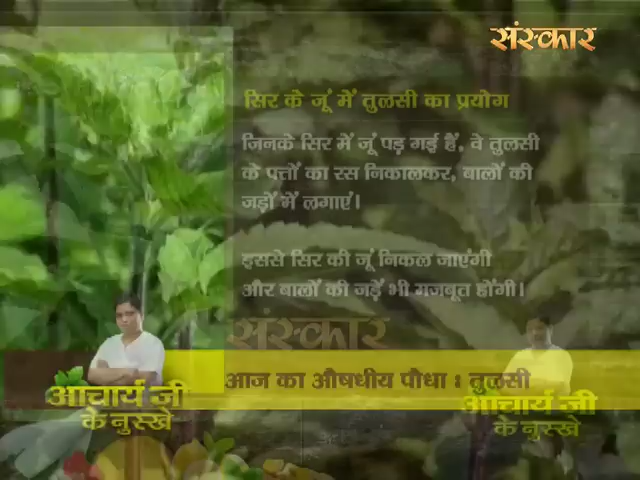 संस्कार
सिर के जूं में तुलसी का प्रयोग
जिनके सिर में जूं पड़ गई हैं, वे तुलसी
के पत्तों का रस निकालकर, बालों की
जड़ों में लगाएं।
इससे सिर की जूं निकल जाएंगी
और बालों की जड़ें भी मजबूत होंगी।
संस्कार
आज का औषधीय पौधा : तुलसी
आचार्य जी
के नुस्खे
आचार्य जी
के नुस्खे